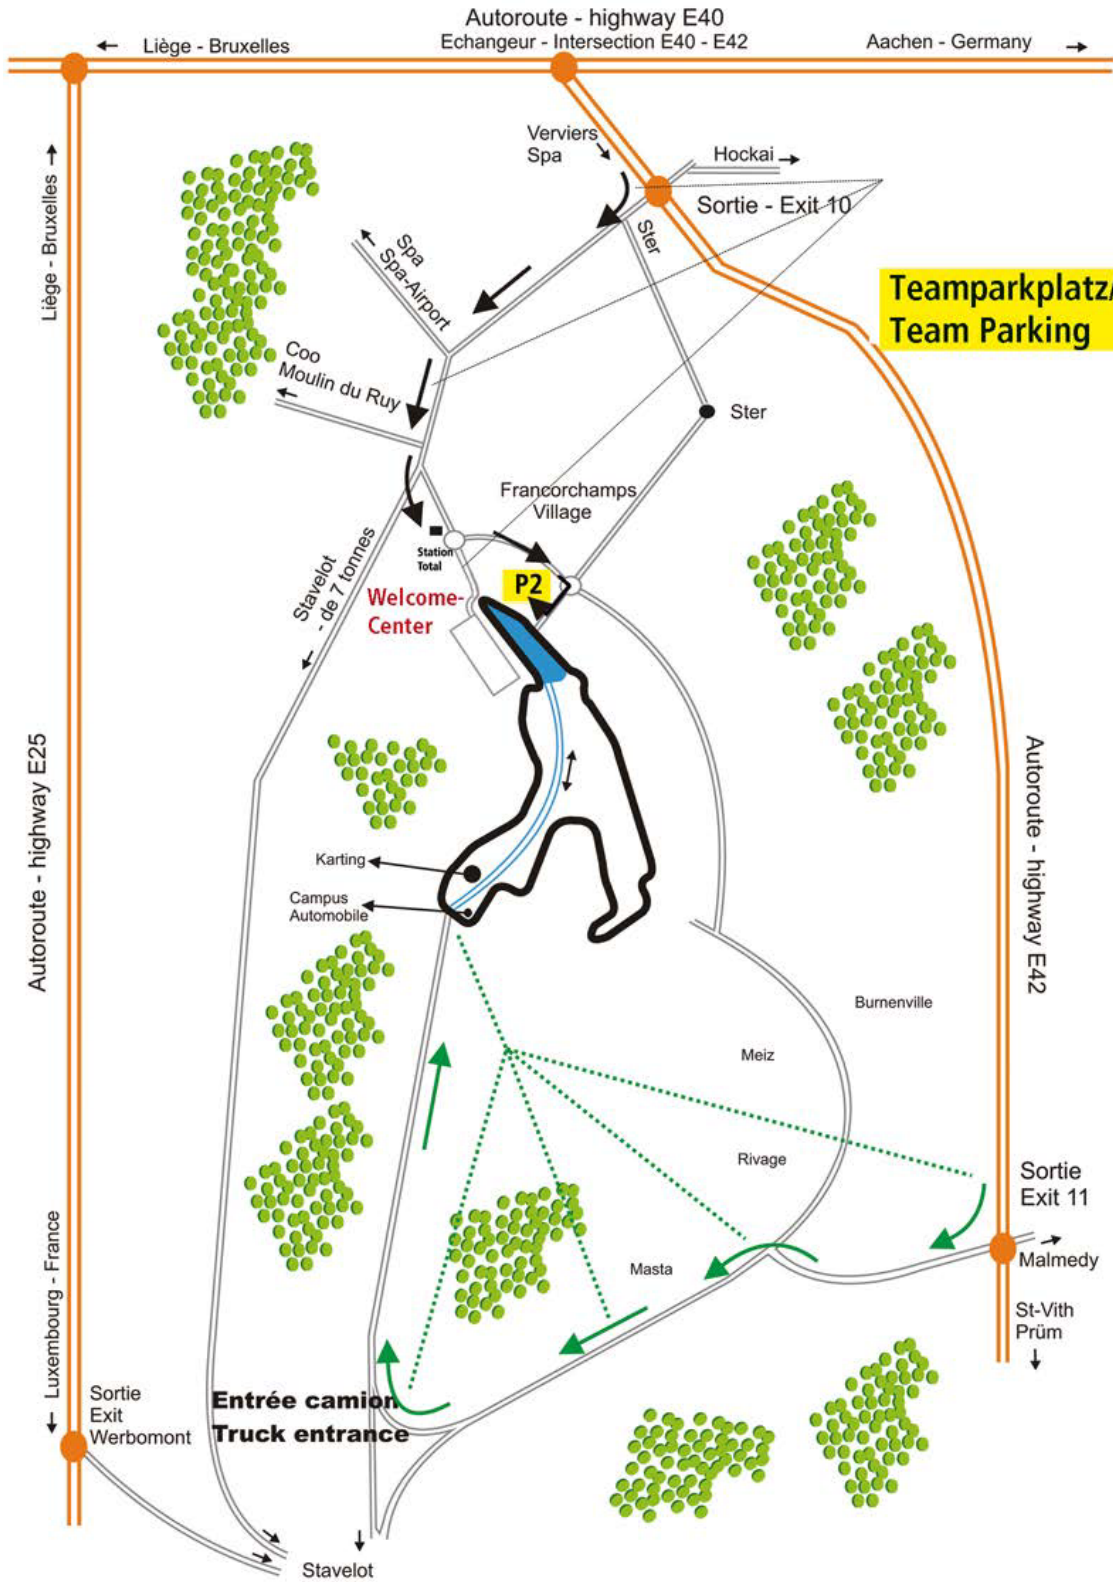 Autoroute - highway E40
Liège - Bruxelles
Echangeur - Intersection E40 - E42
Aachen - Germany
Verviers
Spa
Hockai
Sortie - Exit 10
Ster
Liège - Bruxelles
Spa
Spa-Airport
Teamparkplatz/
Team Parking
Coo
Moulin du Ruy
Ster
Francorchamps
Village
Station
Total
Stavelot
- de 7 tonnes
P2
Welcome-
Center
Autoroute - highway E25
Autoroute - highway E42
Karting
Campus
Automobile
Burnenville
Meiz
Rivage
Sortie
Exit 11
Malmedy
Masta
St-Vith
Prüm
Luxembourg - France
Sortie
Exit
Werbomont
Entrée camion
Truck entrance
Stavelot